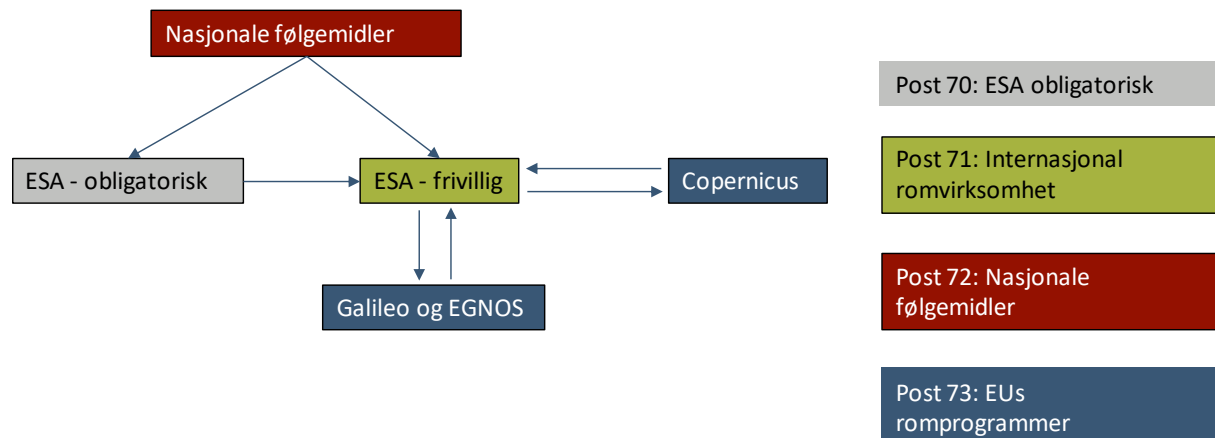 Nasjonale følgemidler
ESA - obligatorisk
ESA - frivillig
Copernicus
Galileo og EGNOS
Post 70: ESA obligatorisk
Post 71: Internasjonal
romvirksomhet
Post 72: Nasjonale
følgemidler
Post 73: EUs
romprogrammer